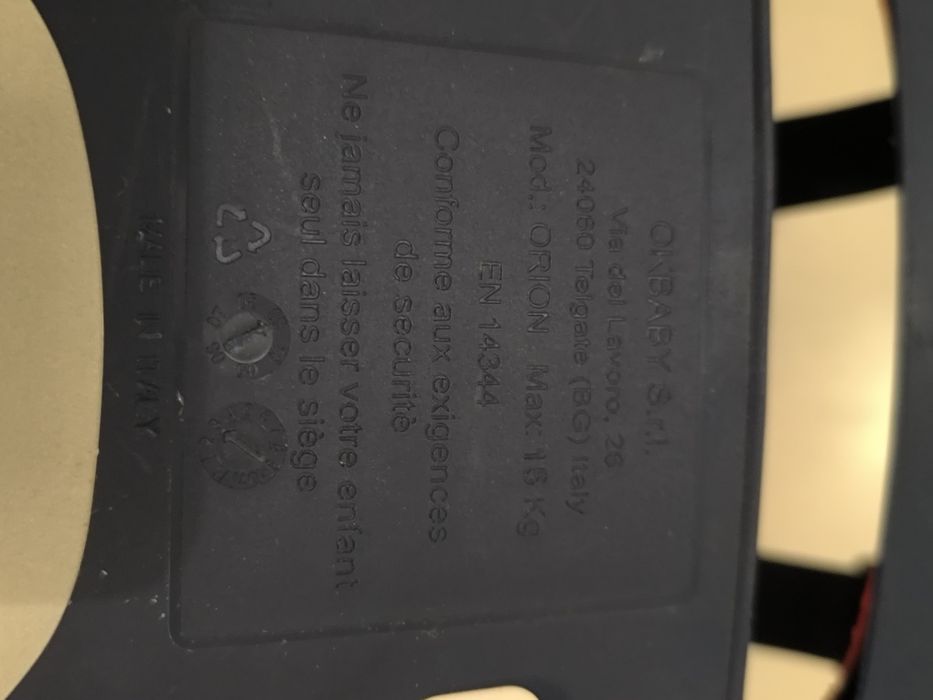 OKBABY S.r.l.
Via del Lavoro, 26
24060 Telgate (BG) Italy
Mod.: ORION Max: 15 Kg
EN 14344
Conforme aux exigences
de securitè
Ne jamais laisser votre enfant
seul dans le siège
MADE IN ITALY